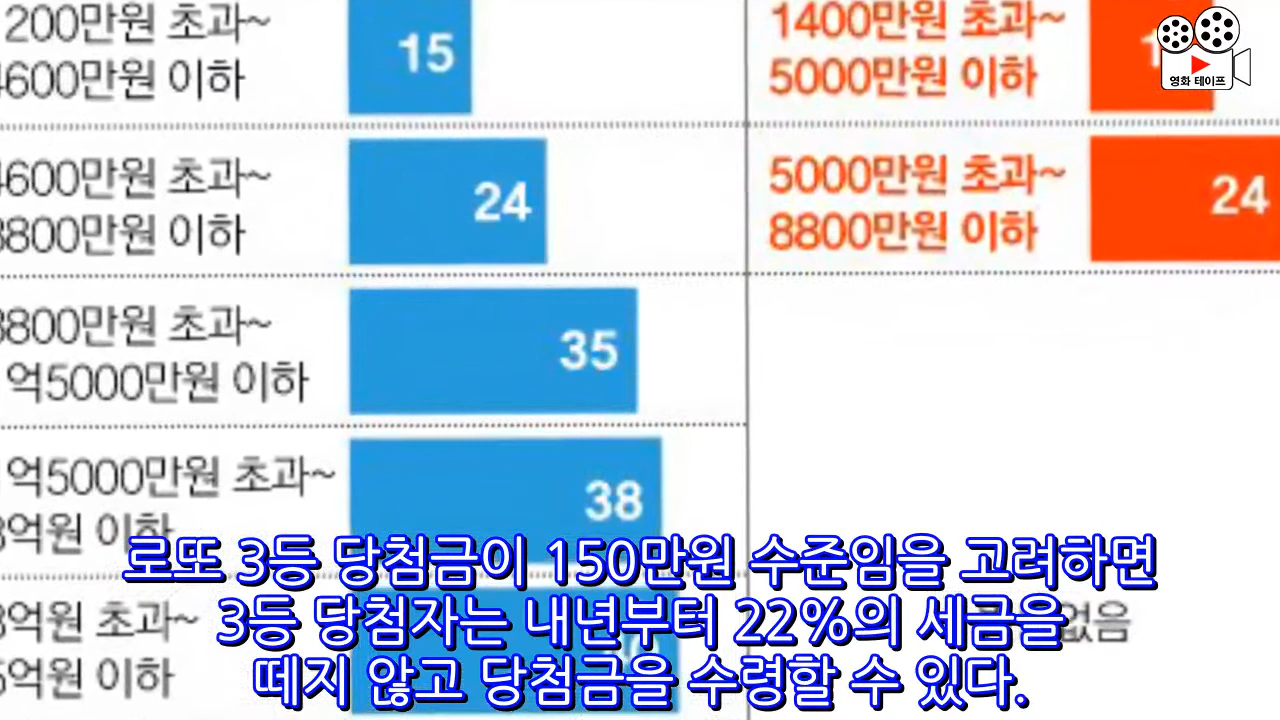 200만원 초과~
4600만원 이하
15
1400만원 초과~
5000만원 이하
1
영화 테이프
4600만원 초과~
8800만원 이하
24
5000만원 초과~
8800만원 이하
24
8800만원 초과~
억5000만원 이하
35
억5000만원 초과~
3억원 이하
38
3억원 초과~
5억원 이하
없음
로또 3등 당첨금이 150만원 수준임을 고려하면
3등 당첨자는 내년부터 22%의 세금을
떼지 않고 당첨금을 수령할 수 있다.